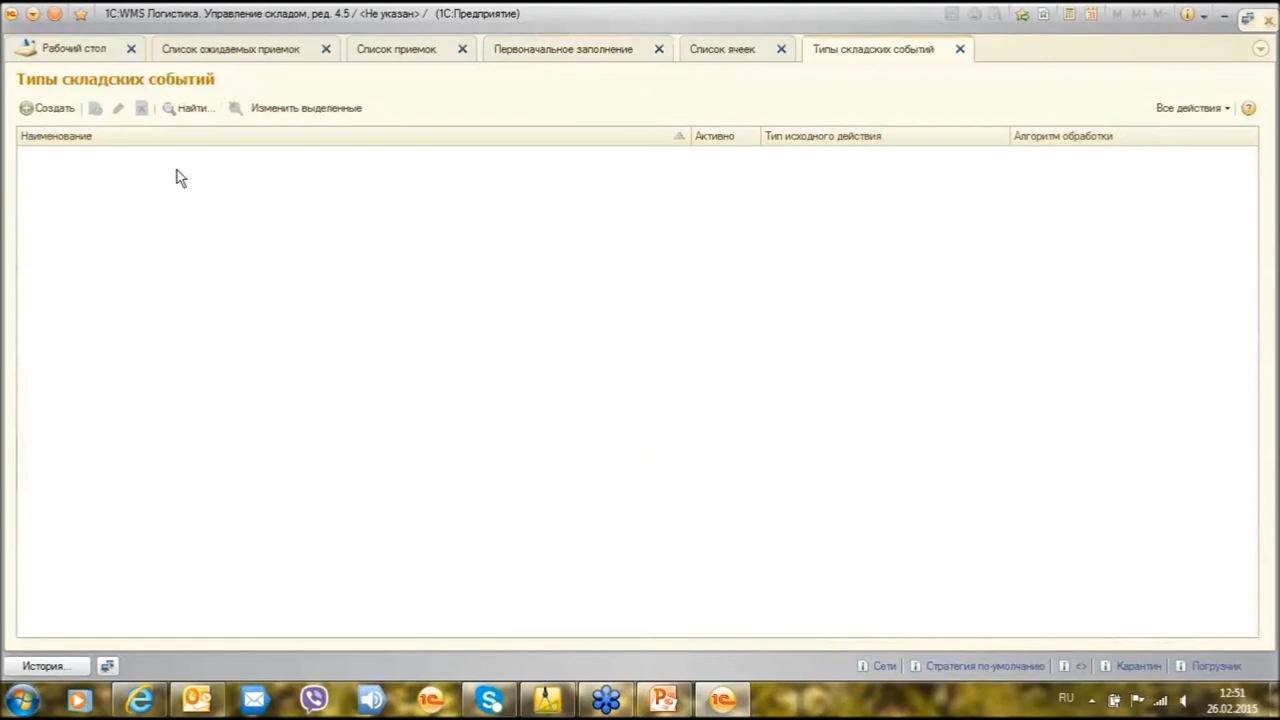 1С:WMS Логистика. Управление складом, ред. 4.5 / <Не указан> / (1С:Предприятие)
M M+ M-
Рабочий стол
Список ожидаемых приемок
Список приемок
Первоначальное заполнение
Список ячеек
Типы складских событий
Типы складских событий
Создать
Найти...
Изменить выделенные
Все действия
Наименование
Активно
Тип исходного действия
Алгоритм обработки
История...
Сети
Стратегия по-умолчанию
<>
Карантин
Погрузчик
RU
12:51
26.02.2015